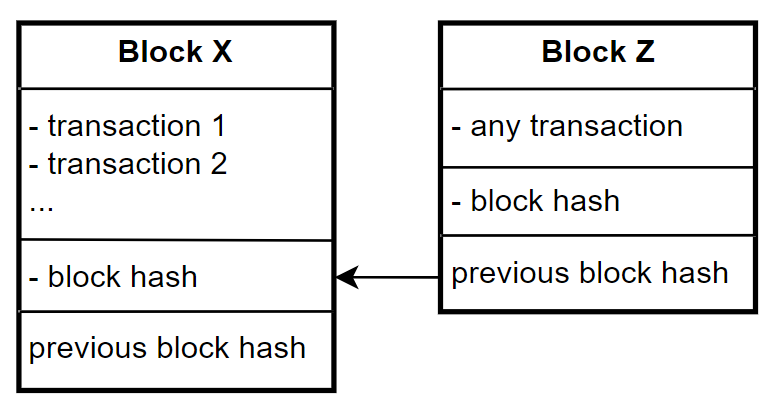 Block X
- transaction 1
- transaction 2
...
- block hash
previous block hash
Block Z
- any transaction
- block hash
previous block hash